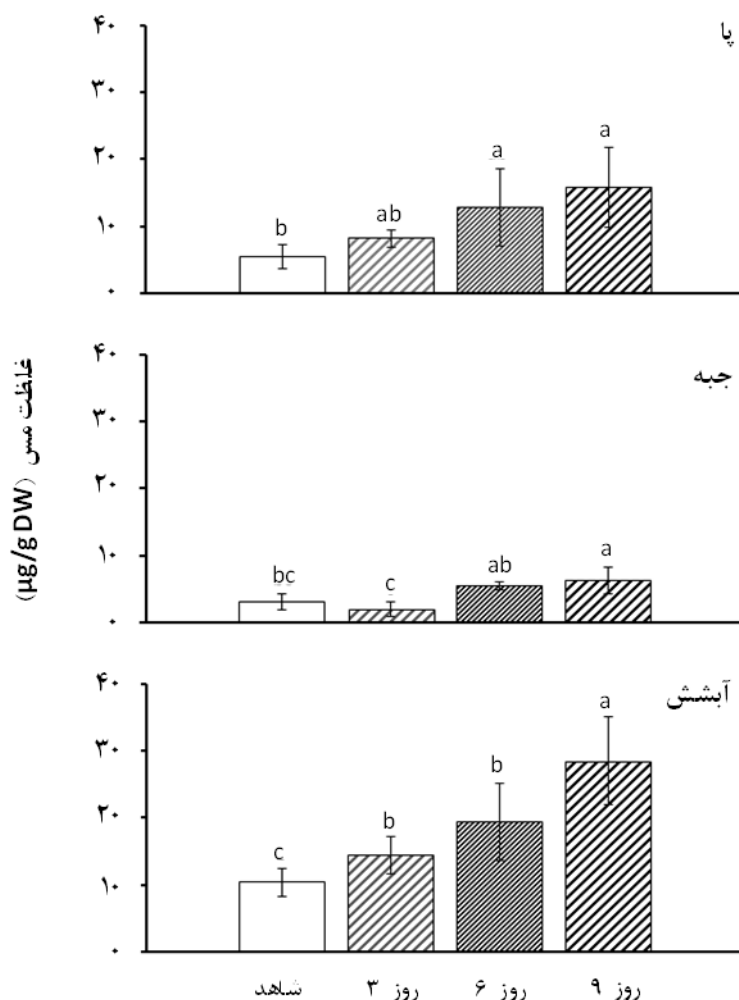 پا
۴۰
۳۰
۲۰
۱۰
۰
b
ab
a
a
جبه
۴۰
۳۰
۲۰
۱۰
۰
bc
c
ab
a
غلظت مس (µg/g DW)
آبشش
۴۰
۳۰
۲۰
۱۰
۰
c
b
b
a
شاهد
روز ۳
روز ۶
روز ۹